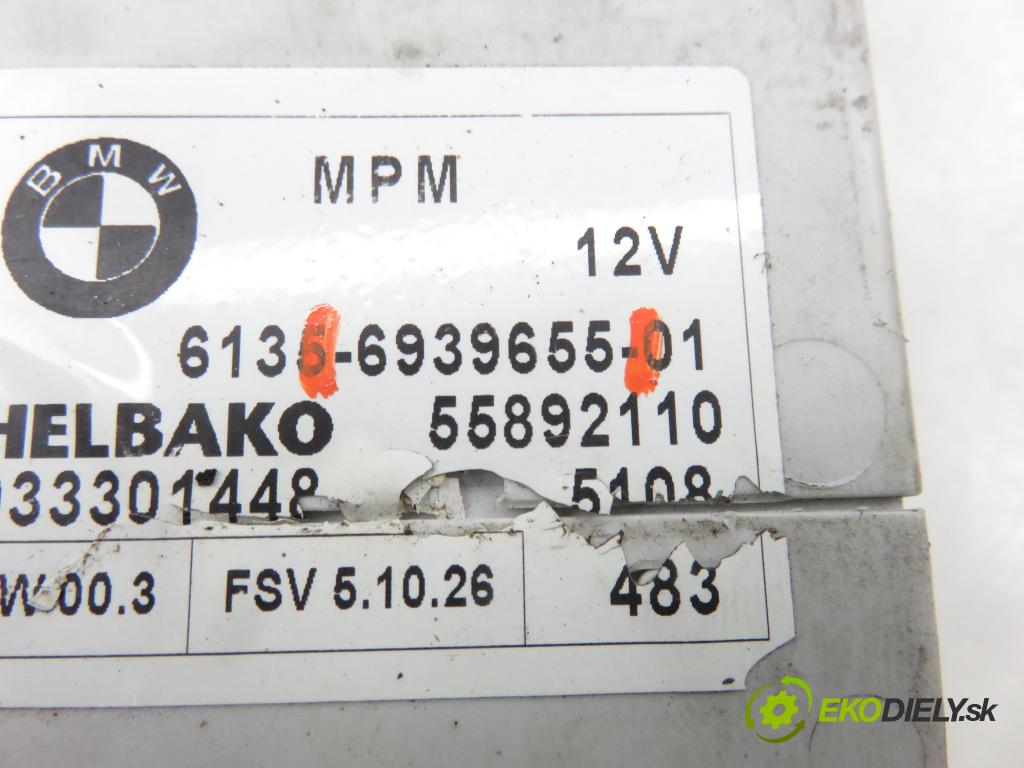 BMW
MPM
12V
6135-6939655-01
HELBAKO 55892110
033301448 5108
W 00.3 FSV 5.10.26 483
EKODIELY.sk